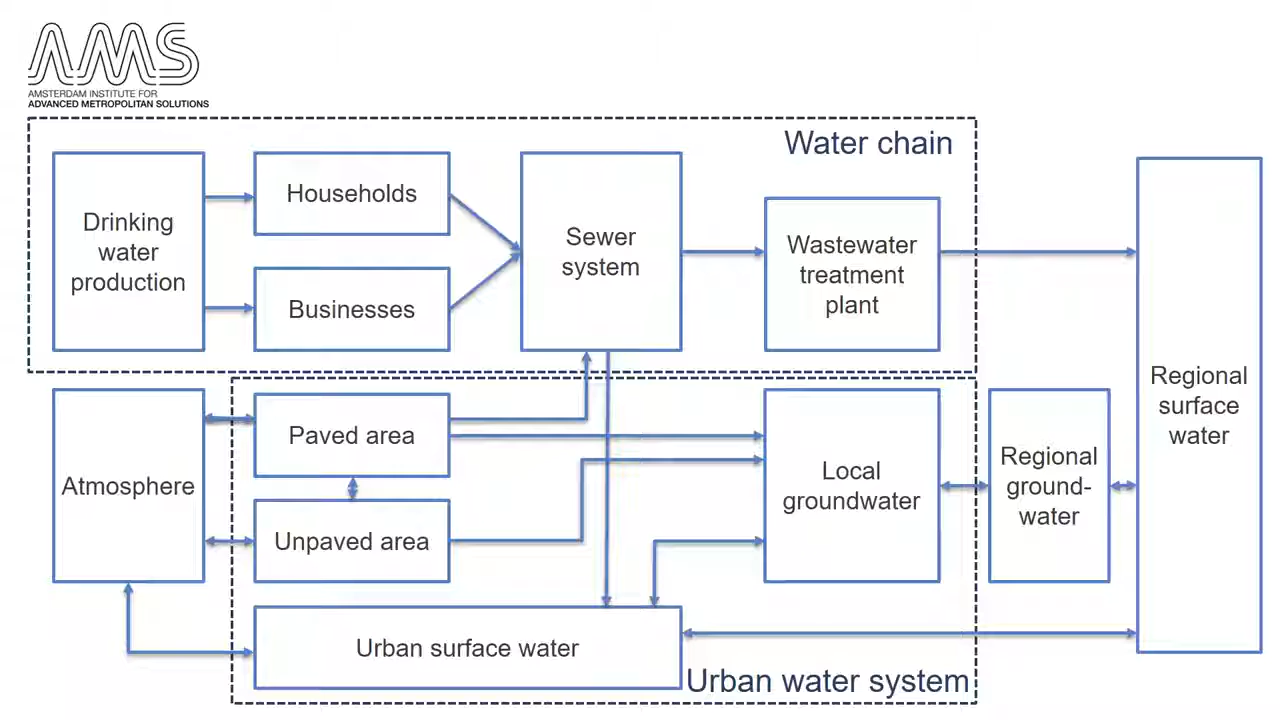 AMS
AMSTERDAM INSTITUTE FOR
ADVANCED METROPOLITAN SOLUTIONS
Water chain
Drinking
water
production
Households
Businesses
Sewer
system
Wastewater
treatment
plant
Regional
surface
water
Atmosphere
Paved area
Unpaved area
Local
groundwater
Regional
ground-
water
Urban surface water
Urban water system